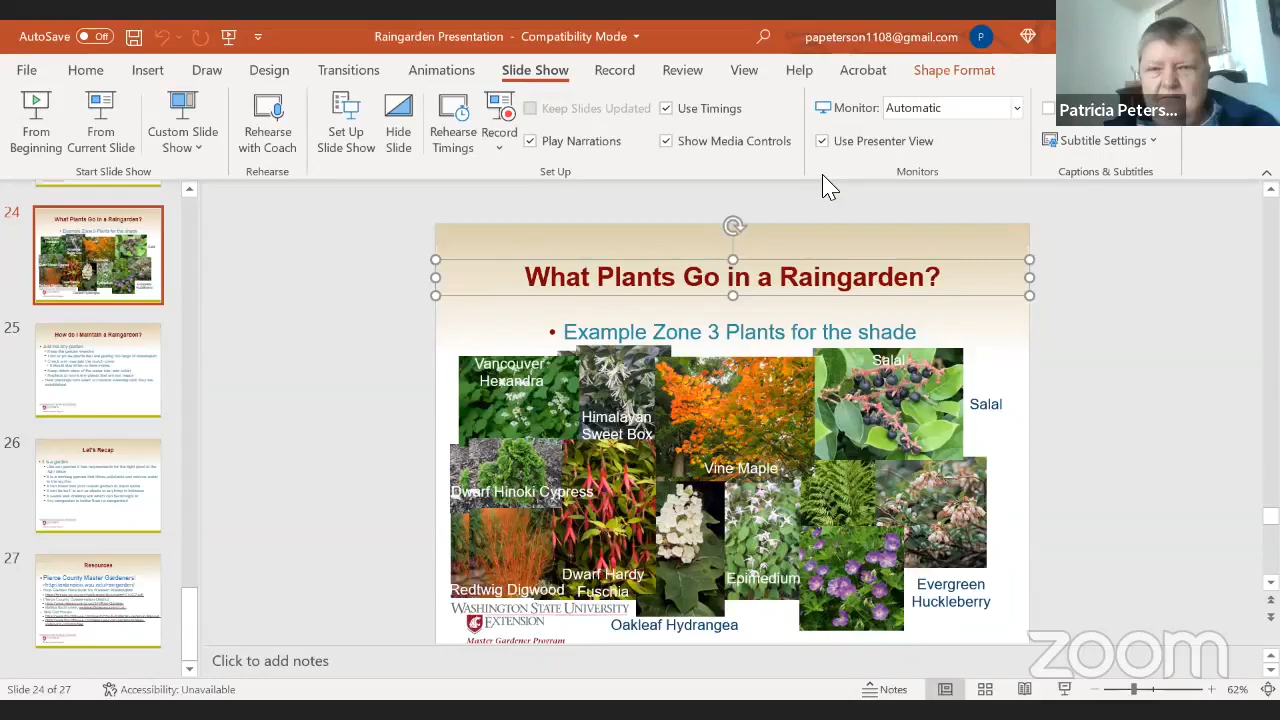 AutoSave Off
Raingarden Presentation - Compatibility Mode
papeterson1108@gmail.com P
File Home Insert Draw Design Transitions Animations Slide Show Record Review View Help Acrobat Shape Format
Patricia Peters...
From Beginning
From Current Slide
Custom Slide Show
Rehearse with Coach
Set Up Slide Show
Hide Slide
Rehearse Timings
Record
Keep Slides Updated
Use Timings
Play Narrations
Show Media Controls
Monitor: Automatic
Use Presenter View
Subtitle Settings
Start Slide Show
Rehearse
Set Up
Monitors
Captions & Subtitles
24
What Plants Go in a Raingarden?
25
How do I Maintain a Raingarden?
26
Let's Recap
27
Resources
Pierce County Master Gardeners
What Plants Go in a Raingarden?
• Example Zone 3 Plants for the shade
Salal
Salal
Himalayan
Sweet Box
Vine Maple
Dwarf Hinoki Cypress
Dwarf Hardy
Fuschia
Epimedium
Evergreen
Huckleberry
WASHINGTON STATE UNIVERSITY
EXTENSION
Oakleaf Hydrangea
Master Gardener Program
Click to add notes
zoom
Slide 24 of 27
Accessibility: Unavailable
Notes
62%